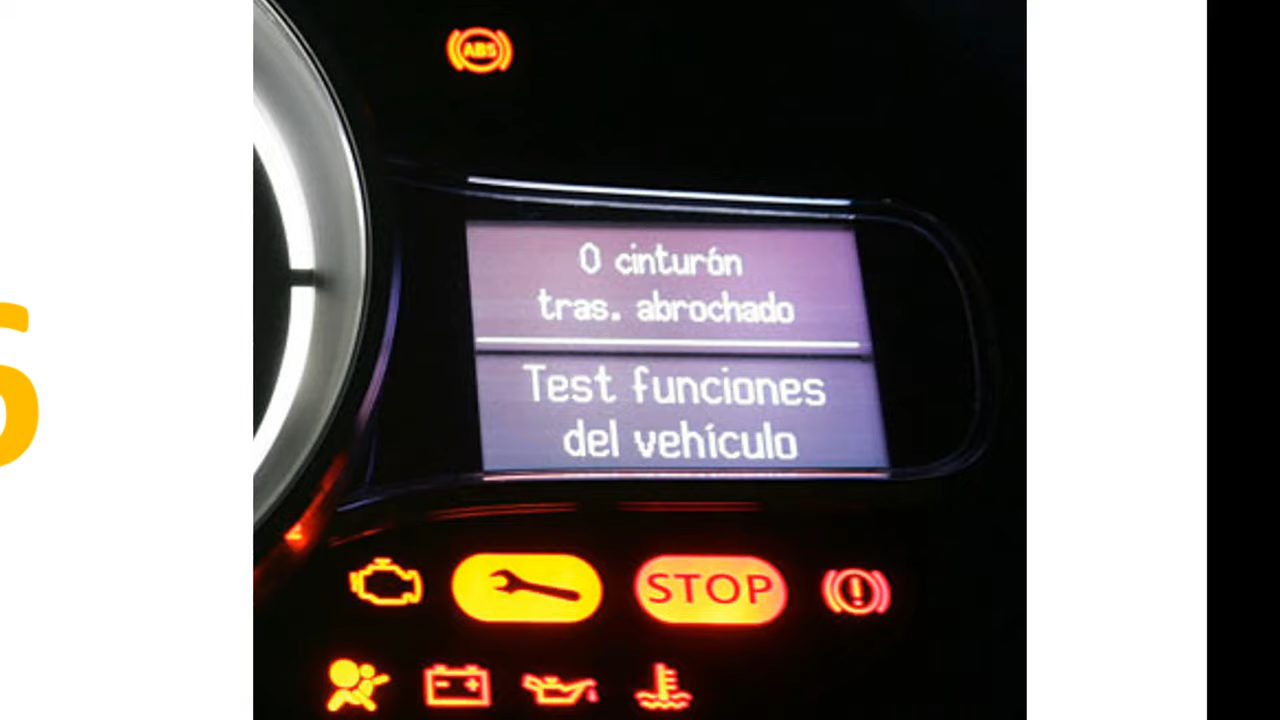 ABS
0 cinturón
tras. abrochado
Test funciones
del vehículo
STOP